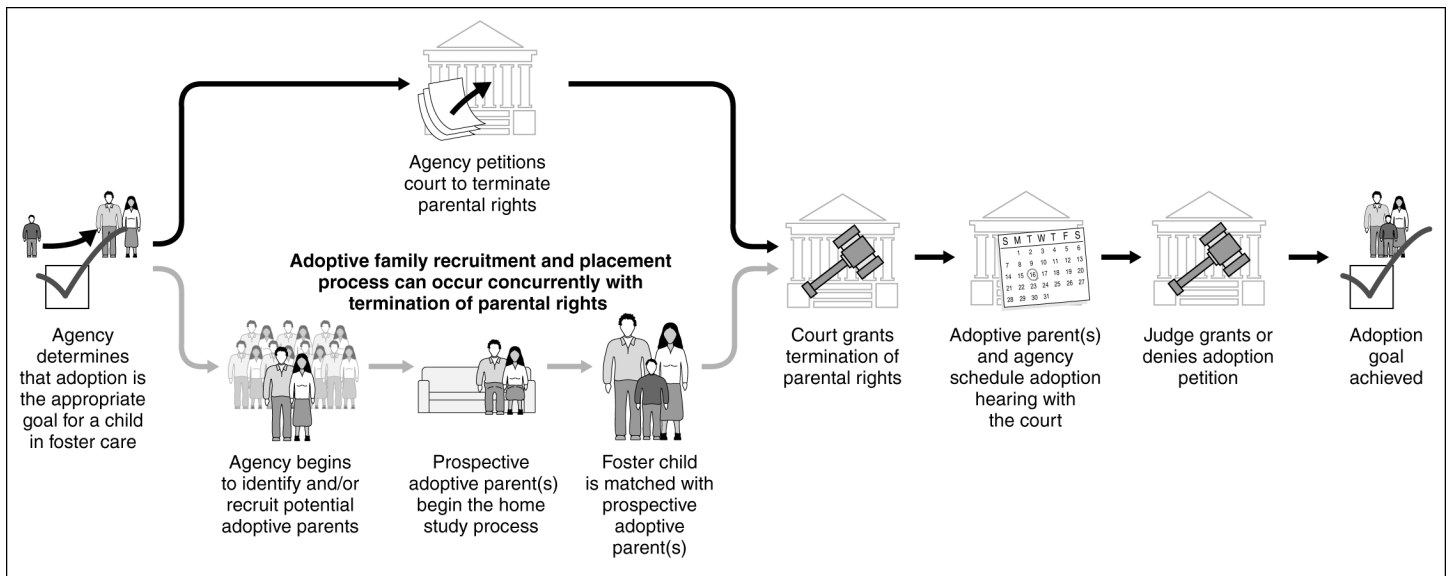 Agency petitions
court to terminate
parental rights
Adoptive family recruitment and placement
process can occur concurrently with
termination of parental rights
Agency
determines
that adoption is
the appropriate
goal for a child
in foster care
Agency begins
to identify and/or
recruit potential
adoptive parents
Prospective
adoptive parent(s)
begin the home
study process
Foster child
is matched with
prospective
adoptive
parent(s)
Court grants
termination of
parental rights
S M T W T F S
1 2 3 4 5 6
7 8 9 10 11 12 13
14 15 16 17 18 19 20
21 22 23 24 25 26 27
28 29 30 31
Adoptive parent(s)
and agency
schedule adoption
hearing with
the court
Judge grants or
denies adoption
petition
Adoption
goal
achieved